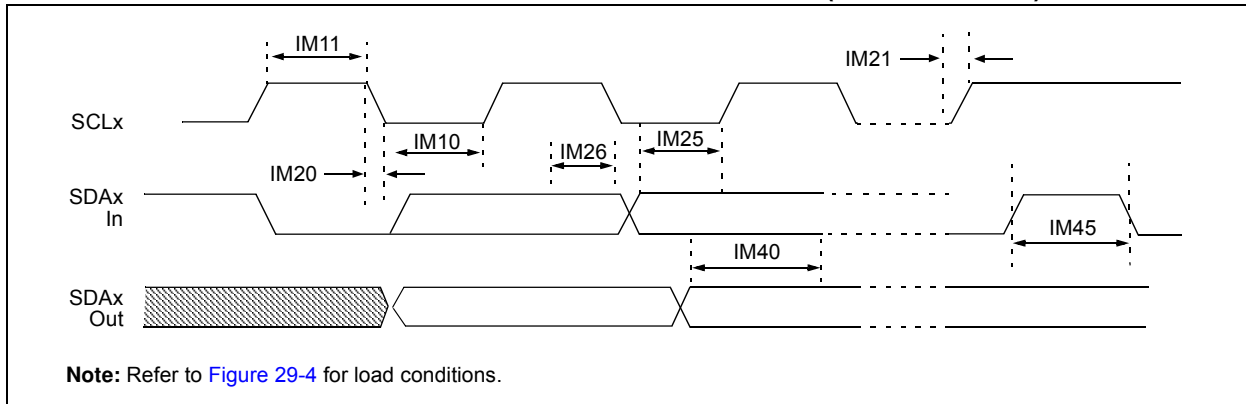 IM11
IM21
SCLx
IM10
IM26
IM25
IM20
SDAx
In
IM45
IM40
SDAx
Out
Note: Refer to Figure 29-4 for load conditions.